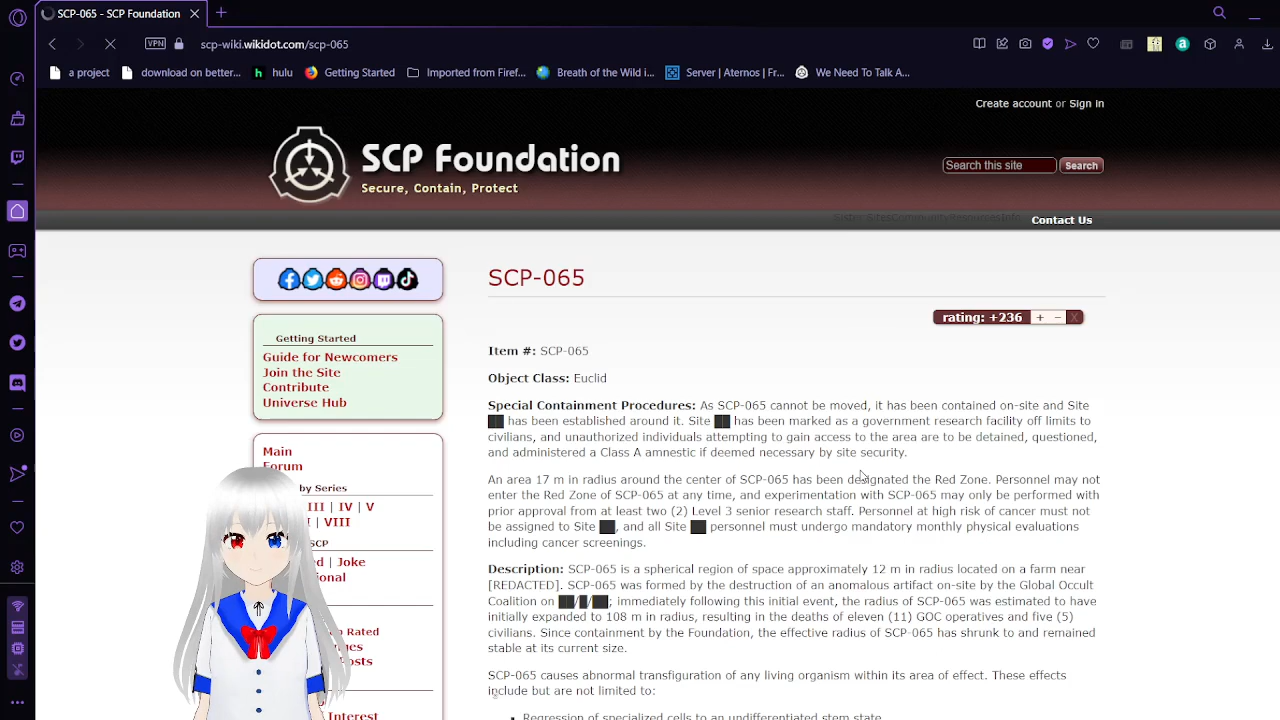 SCP-065 - SCP Foundation
VPN
scp-wiki.wikidot.com/scp-065
a project
download on better...
hulu
Getting Started
Imported from Firef...
Breath of the Wild i...
Server | Aternos | Fr...
We Need To Talk A...
Create account or Sign in
SCP Foundation
Secure, Contain, Protect
Search this site
Search
Contact Us
Getting Started
Guide for Newcomers
Join the Site
Contribute
Universe Hub
Main
Forum
by Series
III | IV | V
| VIII
SCP
ed | Joke
ional
p Rated
ges
Posts
Interest
SCP-065
rating: +236 + − X
Item #: SCP-065
Object Class: Euclid
Special Containment Procedures: As SCP-065 cannot be moved, it has been contained on-site and Site
██ has been established around it. Site ██ has been marked as a government research facility off limits to
civilians, and unauthorized individuals attempting to gain access to the area are to be detained, questioned,
and administered a Class A amnestic if deemed necessary by site security.
An area 17 m in radius around the center of SCP-065 has been designated the Red Zone. Personnel may not
enter the Red Zone of SCP-065 at any time, and experimentation with SCP-065 may only be performed with
prior approval from at least two (2) Level 3 senior research staff. Personnel at high risk of cancer must not
be assigned to Site ██, and all Site ██ personnel must undergo mandatory monthly physical evaluations
including cancer screenings.
Description: SCP-065 is a spherical region of space approximately 12 m in radius located on a farm near
[REDACTED]. SCP-065 was formed by the destruction of an anomalous artifact on-site by the Global Occult
Coalition on ██/█/██; immediately following this initial event, the radius of SCP-065 was estimated to have
initially expanded to 108 m in radius, resulting in the deaths of eleven (11) GOC operatives and five (5)
civilians. Since containment by the Foundation, the effective radius of SCP-065 has shrunk to and remained
stable at its current size.
SCP-065 causes abnormal transfiguration of any living organism within its area of effect. These effects
include but are not limited to:
Regression of specialized cells to an undifferentiated stem state